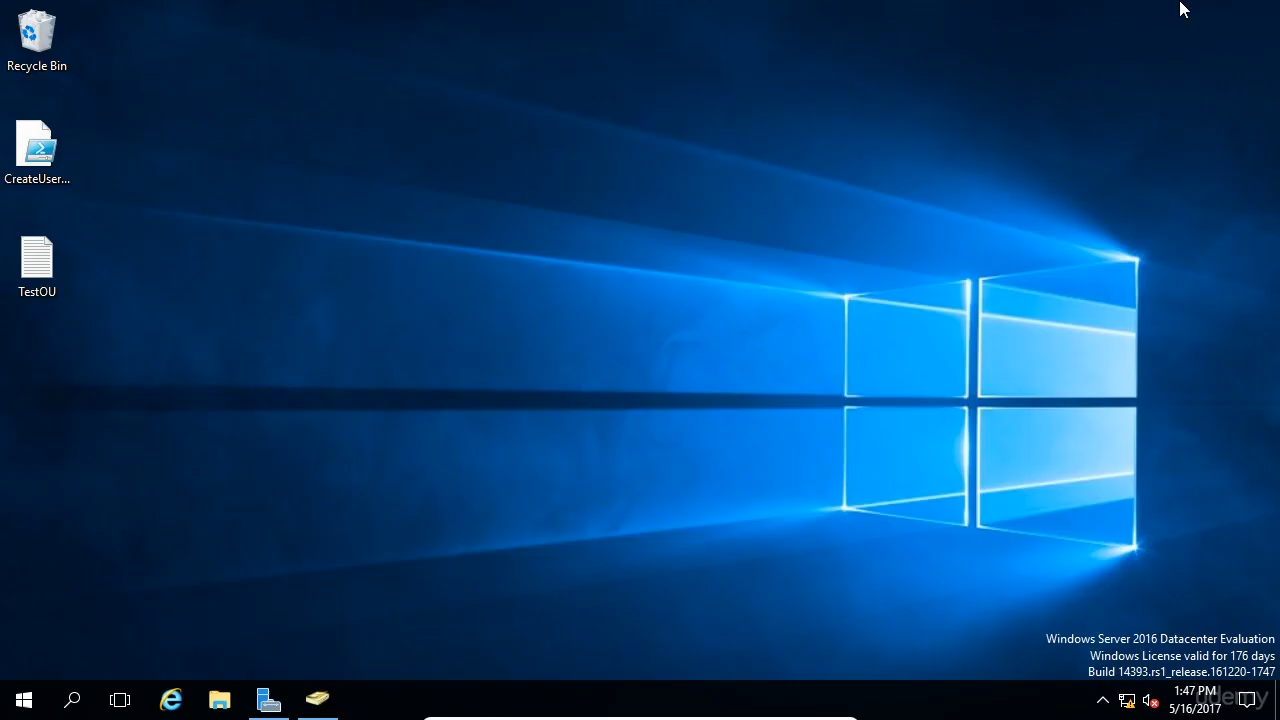 Recycle Bin
CreateUser...
TestOU
Windows Server 2016 Datacenter Evaluation
Windows License valid for 176 days
Build 14393.rs1_release.161220-1747
1:47 PM
5/16/2017
udemy